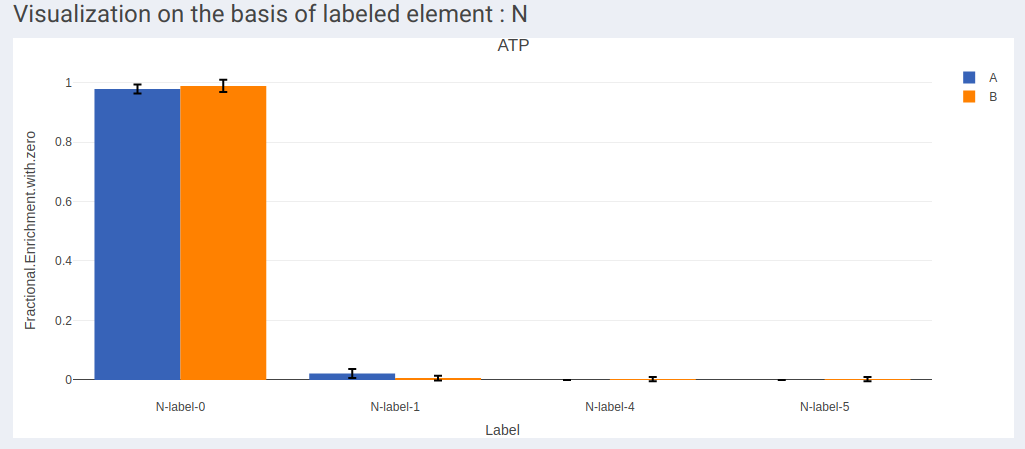 Visualization on the basis of labeled element : N
ATP
A
B
Fractional.Enrichment.with.zero
1
0.8
0.6
0.4
0.2
0
N-label-0
N-label-1
N-label-4
N-label-5
Label